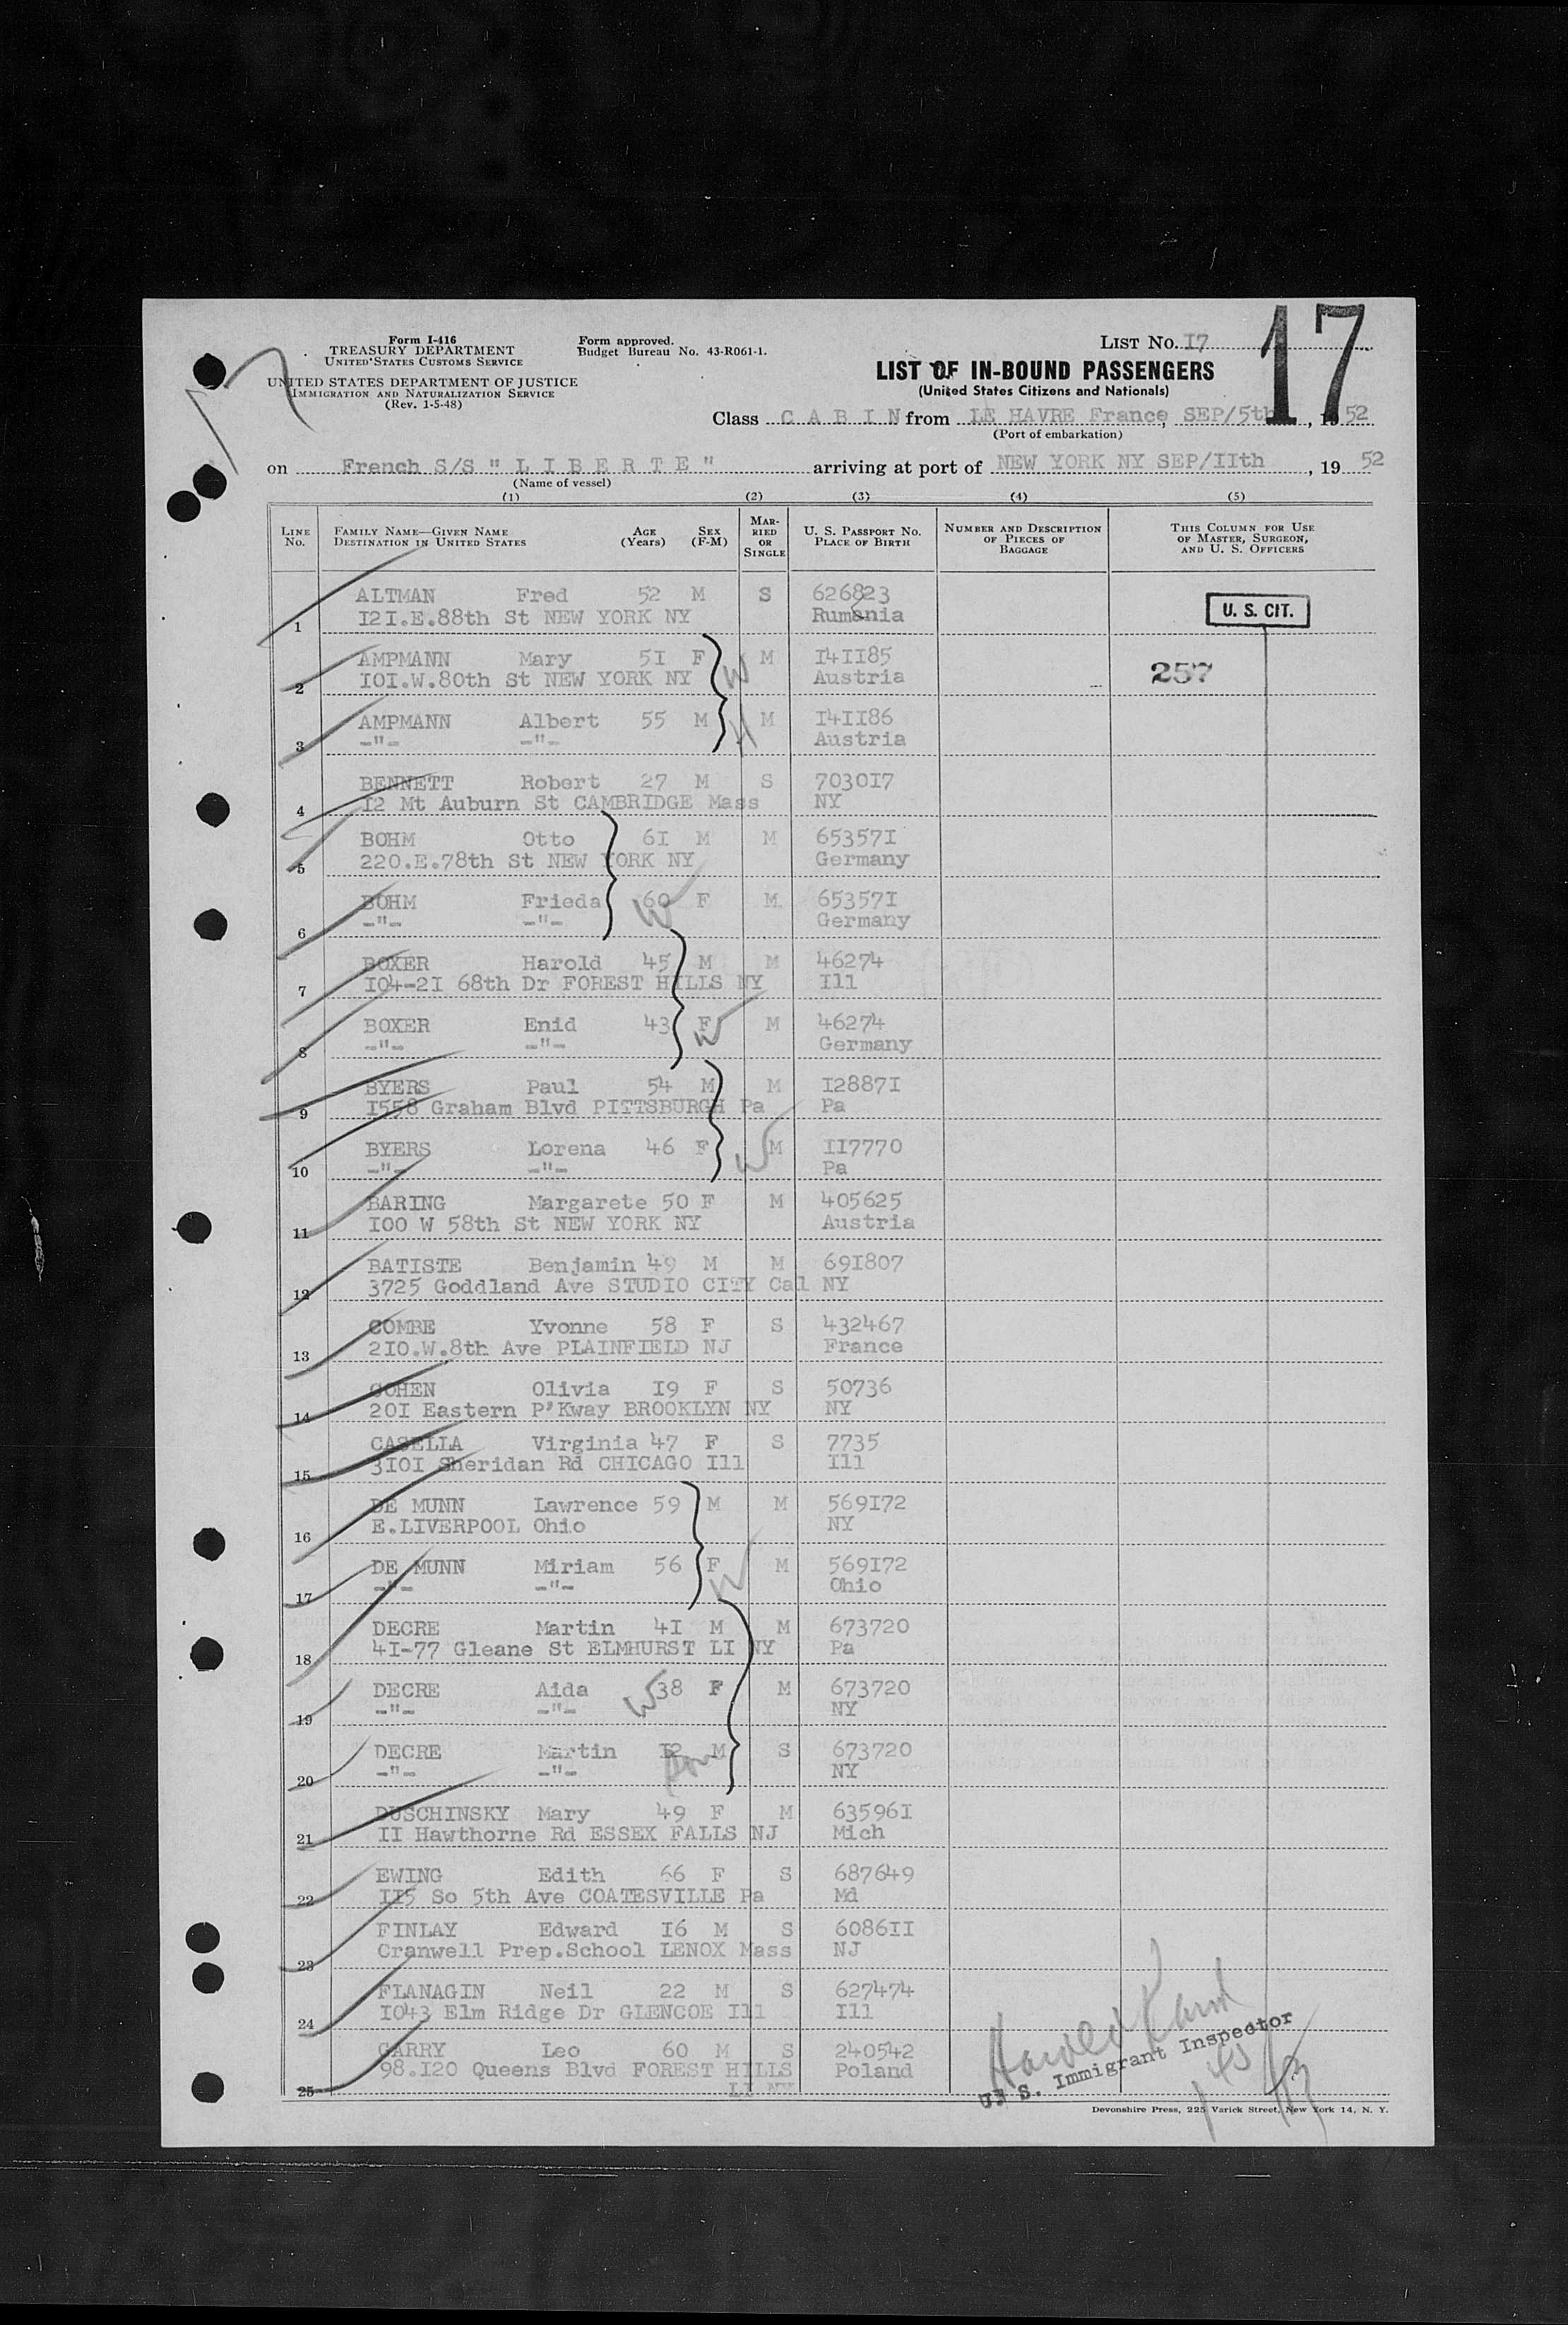 Form I-416
TREASURY DEPARTMENT
UNITED STATES CUSTOMS SERVICE
UNITED STATES DEPARTMENT OF JUSTICE
IMMIGRATION AND NATURALIZATION SERVICE
(Rev. 1-5-48)
Form approved.
Budget Bureau No. 43-R061-1.
LIST No. I7
17
LIST OF IN-BOUND PASSENGERS
(United States Citizens and Nationals)
Class C A B I N from LE HAVRE France, SEP/5th, 1952
(Port of embarkation)
on French S/S " L I B E R T E " arriving at port of NEW YORK NY SEP/IIth, 19 52
(Name of vessel)
(1) (2) (3) (4) (5)
LINE No. FAMILY NAME—GIVEN NAME DESTINATION IN UNITED STATES AGE (Years) SEX (F-M) MARRIED OR SINGLE U. S. PASSPORT No. PLACE OF BIRTH NUMBER AND DESCRIPTION OF PIECES OF BAGGAGE THIS COLUMN FOR USE OF MASTER, SURGEON, AND U. S. OFFICERS
ALTMAN Fred 52 M S 626823
1 I2I.E.88th St NEW YORK NY Rumania
U. S. CIT.
AMPMANN Mary 5I F M I4II85
2 I0I.W.80th St NEW YORK NY Austria
257
AMPMANN Albert 55 M M I4II86
3 -"- -"- Austria
BENNETT Robert 27 M S 7030I7
4 I2 Mt Auburn St CAMBRIDGE Mass NY
BOHM Otto 6I M M 65357I
5 220.E.78th St NEW YORK NY Germany
BOHM Frieda 60 F M 65357I
6 -"- -"- Germany
BOXER Harold 45 M M 46274
7 I04-2I 68th Dr FOREST HILLS NY Ill
BOXER Enid 43 F M 46274
8 -"- -"- Germany
BYERS Paul 54 M M I2887I
9 I558 Graham Blvd PITTSBURGH Pa Pa
BYERS Lorena 46 F M II7770
10 -"- -"- Pa
BARING Margarete 50 F M 405625
11 I00 W 58th St NEW YORK NY Austria
BATISTE Benjamin 49 M M 69I807
12 3725 Goddland Ave STUDIO CITY Cal NY
COMBE Yvonne 58 F S 432467
13 2I0.W.8th Ave PLAINFIELD NJ France
COHEN Olivia I9 F S 50736
14 20I Eastern P'Kway BROOKLYN NY NY
CASELLA Virginia 47 F S 7735
15 3I0I Sheridan Rd CHICAGO Ill Ill
DE MUNN Lawrence 59 M M 569I72
16 E.LIVERPOOL Ohio NY
DE MUNN Miriam 56 F M 569I72
17 -"- -"- Ohio
DECRE Martin 4I M M 673720
18 4I-77 Gleane St ELMHURST LI NY Pa
DECRE Aida 38 F M 673720
19 -"- -"- NY
DECRE Martin I2 M S 673720
20 -"- -"- NY
DUSCHINSKY Mary 49 F M 63596I
21 II Hawthorne Rd ESSEX FALLS NJ Mich
EWING Edith 66 F S 687649
22 II5 So 5th Ave COATESVILLE Pa Md
FINLAY Edward I6 M S 6086II
23 Cranwell Prep.School LENOX Mass NJ
FLANAGIN Neil 22 M S 627474
24 I043 Elm Ridge Dr GLENCOE Ill Ill
GARRY Leo 60 M S 240542
98.I20 Queens Blvd FOREST HILLS Poland
25 LI NY
U. S. Immigrant Inspector
Devonshire Press, 225 Varick Street, New York 14, N. Y.